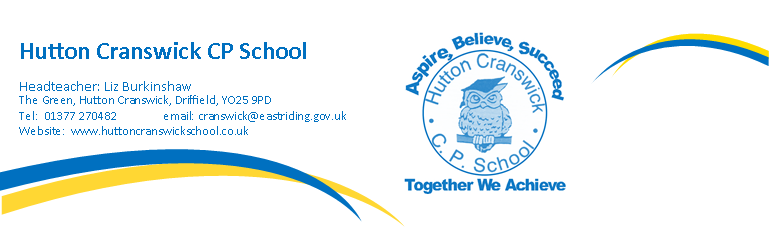 Hutton Cranswick CP School
Headteacher: Liz Burkinshaw
The Green, Hutton Cranswick, Driffield, YO25 9PD
Tel: 01377 270482 email: cranswick@eastriding.gov.uk
Website: www.huttoncranswickschool.co.uk
Aspire, Believe, Succeed
Hutton Cranswick
C. P. School
Together We Achieve